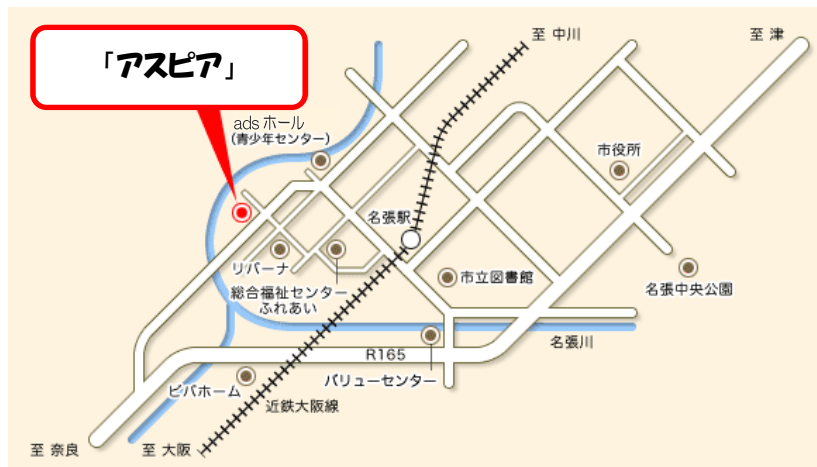 「アスピア」
至 中川
至 津
ads ホール
(青少年センター)
市役所
名張駅
リバーナ
市立図書館
総合福祉センター
ふれあい
名張中央公園
名張川
R165
バリューセンター
ビバホーム
近鉄大阪線
至 奈良
至 大阪